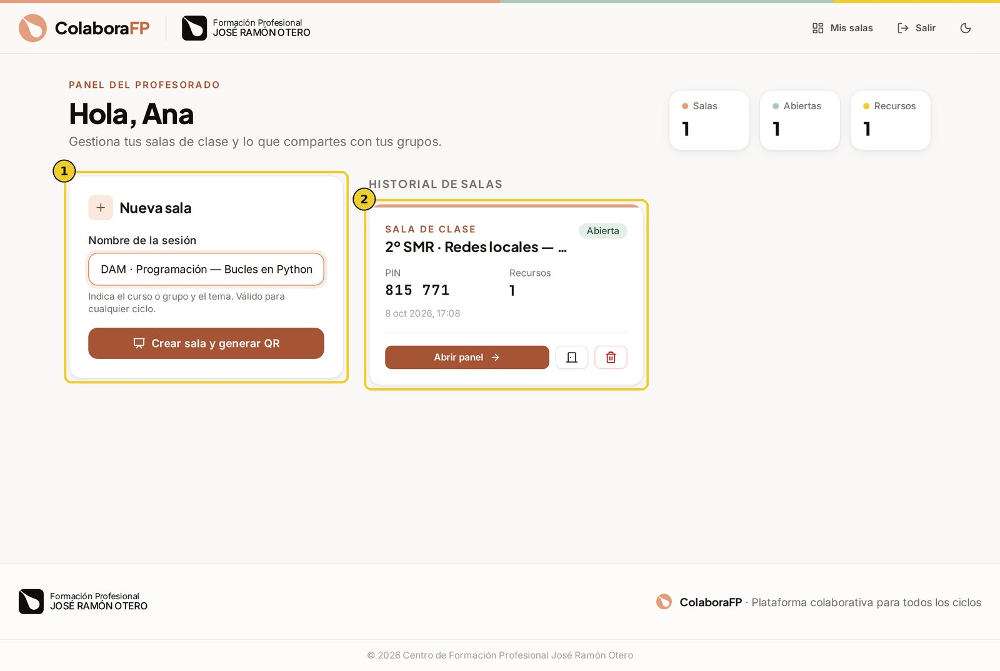 ColaboraFP
Formación Profesional
JOSÉ RAMÓN OTERO
Mis salas
Salir
PANEL DEL PROFESORADO
Hola, Ana
Gestiona tus salas de clase y lo que compartes con tus grupos.
Salas
1
Abiertas
1
Recursos
1
1
Nueva sala
Nombre de la sesión
DAM · Programación — Bucles en Python
Indica el curso o grupo y el tema. Válido para
cualquier ciclo.
Crear sala y generar QR
HISTORIAL DE SALAS
2
SALA DE CLASE
Abierta
2º SMR · Redes locales — ...
PIN
815 771
Recursos
1
8 oct 2026, 17:08
Abrir panel
Formación Profesional
JOSÉ RAMÓN OTERO
ColaboraFP · Plataforma colaborativa para todos los ciclos
© 2026 Centro de Formación Profesional José Ramón Otero